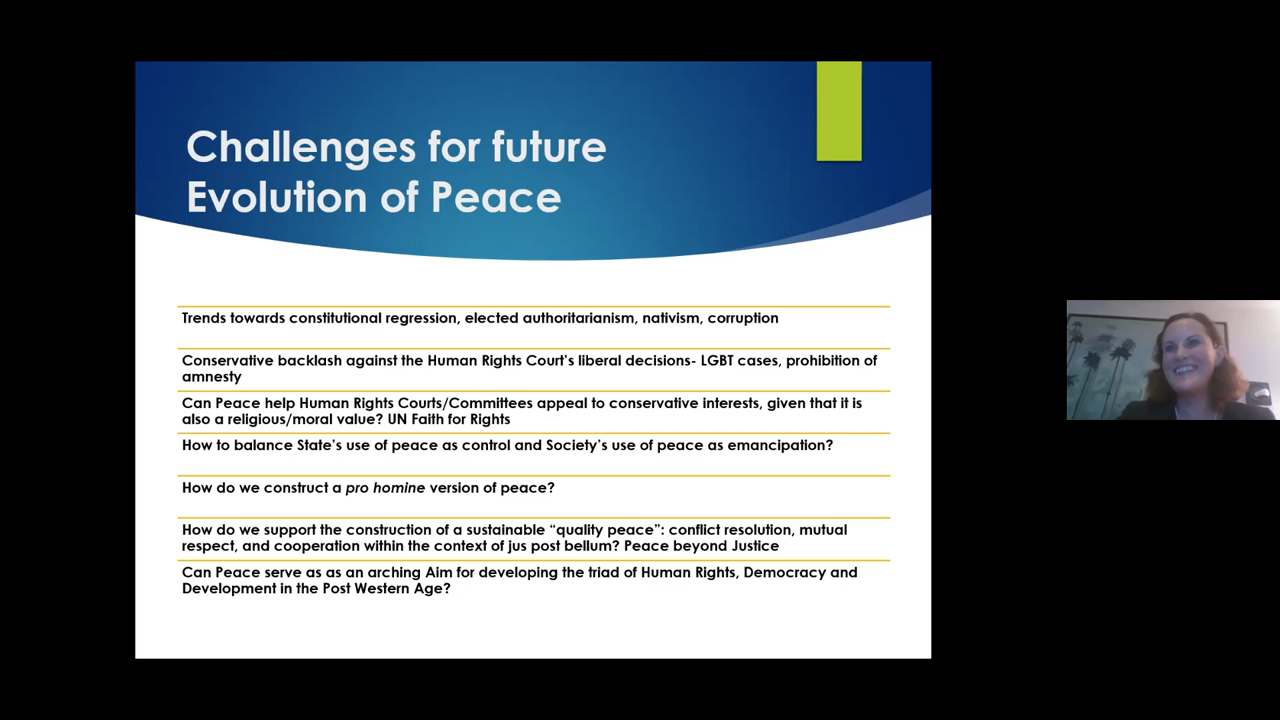 Challenges for future
Evolution of Peace
Trends towards constitutional regression, elected authoritarianism, nativism, corruption
Conservative backlash against the Human Rights Court's liberal decisions- LGBT cases, prohibition of
amnesty
Can Peace help Human Rights Courts/Committees appeal to conservative interests, given that it is
also a religious/moral value? UN Faith for Rights
How to balance State's use of peace as control and Society's use of peace as emancipation?
How do we construct a pro homine version of peace?
How do we support the construction of a sustainable “quality peace”: conflict resolution, mutual
respect, and cooperation within the context of jus post bellum? Peace beyond Justice
Can Peace serve as as an arching Aim for developing the triad of Human Rights, Democracy and
Development in the Post Western Age?